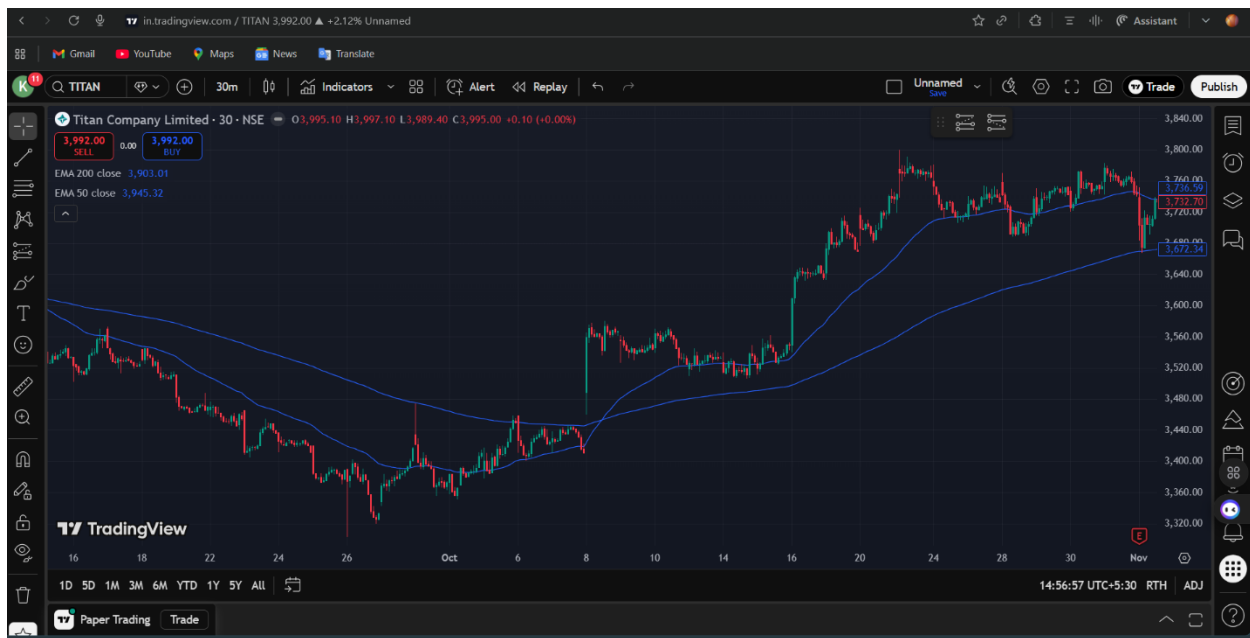 in.tradingview.com / TITAN 3,992.00 ▲ +2.12% Unnamed
Assistant
Gmail YouTube Maps News Translate
K 11 TITAN 30m Indicators Alert Replay Unnamed Save Trade Publish
Titan Company Limited · 30 · NSE O3,995.10 H3,997.10 L3,989.40 C3,995.00 +0.10 (+0.00%)
3,992.00 SELL 0.00 3,992.00 BUY
EMA 200 close 3,903.01
EMA 50 close 3,945.32
3,840.00
3,800.00
3,760.00
3,736.59
3,732.70
3,720.00
3,680.00
3,672.34
3,640.00
3,600.00
3,560.00
3,520.00
3,480.00
3,440.00
3,400.00
3,360.00
3,320.00
TradingView
E
16 18 22 24 26 Oct 6 8 10 14 16 20 24 28 30 Nov
1D 5D 1M 3M 6M YTD 1Y 5Y All 14:56:57 UTC+5:30 RTH ADJ
Paper Trading Trade